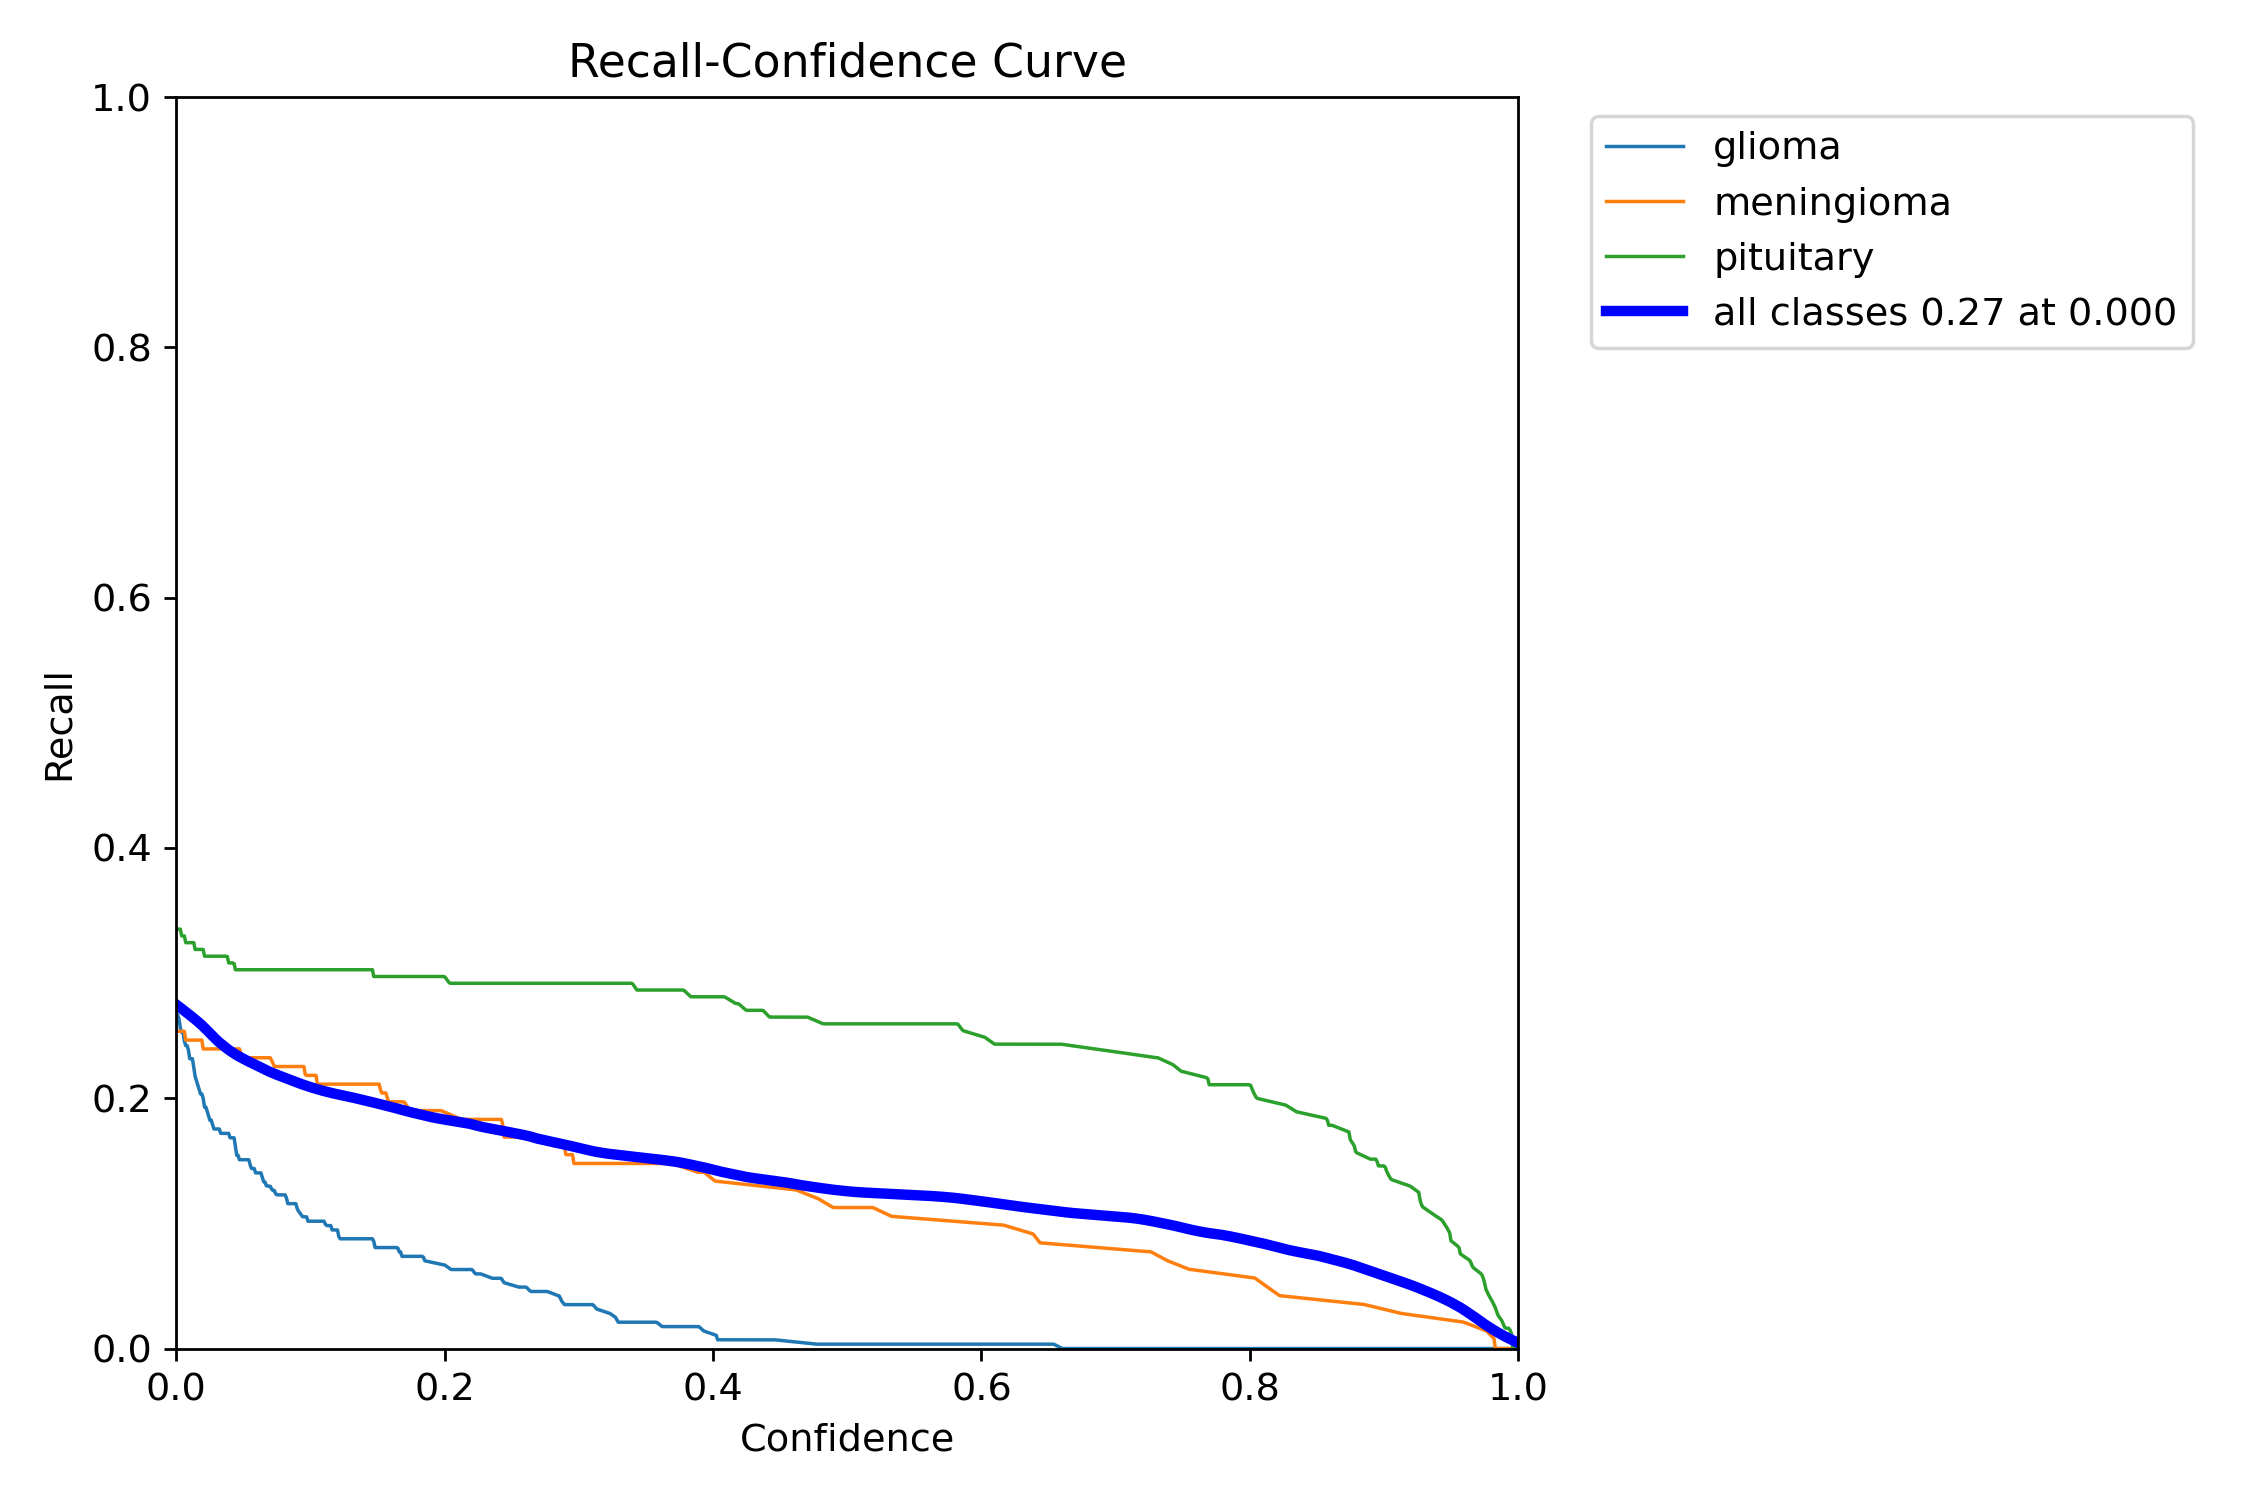 Recall-Confidence Curve
1.0
0.8
0.6
0.4
0.2
0.0
Recall
0.0 0.2 0.4 0.6 0.8 1.0
Confidence
glioma
meningioma
pituitary
all classes 0.27 at 0.000